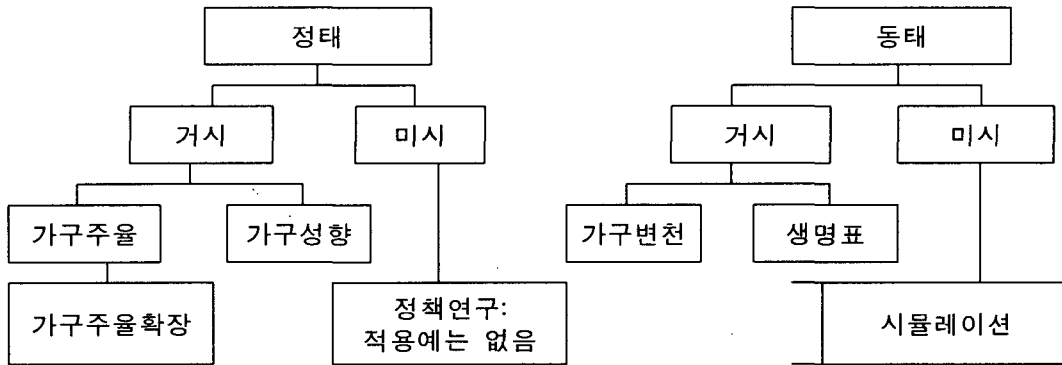 정태
동태
거시
미시
거시
미시
가구주율
가구성향
가구변천
생명표
가구주율확장
정책연구:
적용예는 없음
시뮬레이션